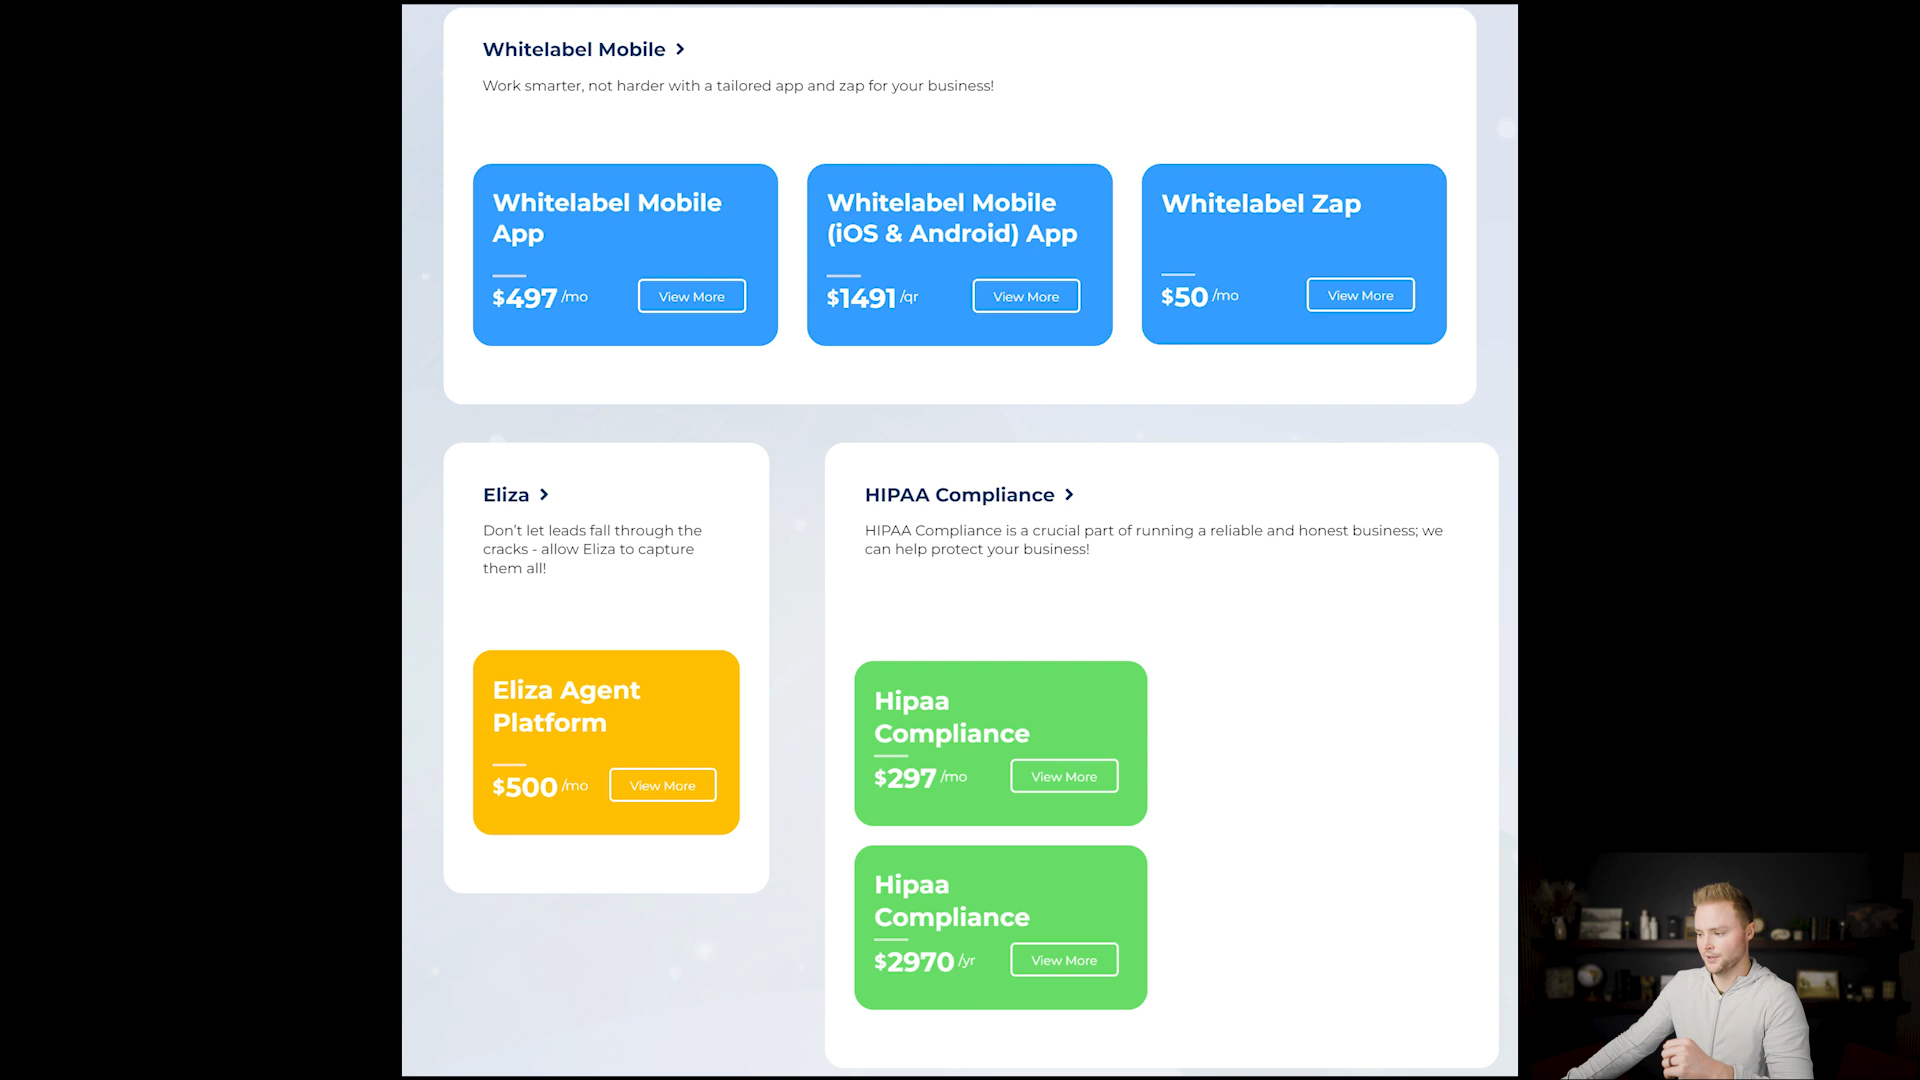 Whitelabel Mobile
Work smarter, not harder with a tailored app and zap for your business!
Whitelabel Mobile
App
$497 /mo
View More
Whitelabel Mobile
(iOS & Android) App
$1491 /qr
View More
Whitelabel Zap
$50 /mo
View More
Eliza
Don’t let leads fall through the
cracks - allow Eliza to capture
them all!
Eliza Agent
Platform
$500 /mo
View More
HIPAA Compliance
HIPAA Compliance is a crucial part of running a reliable and honest business; we
can help protect your business!
Hipaa
Compliance
$297 /mo
View More
Hipaa
Compliance
$2970 /yr
View More